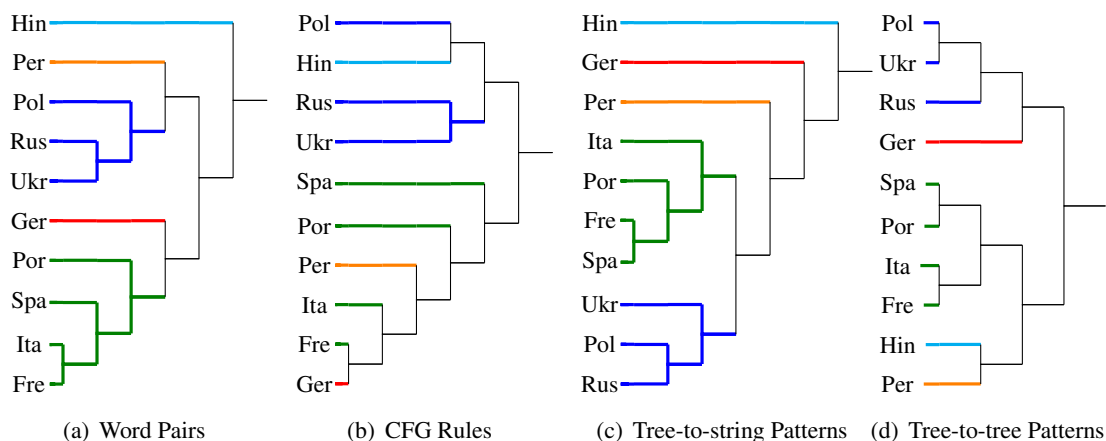 Hin
Per
Pol
Rus
Ukr
Ger
Por
Spa
Ita
Fre
(a) Word Pairs
Pol
Hin
Rus
Ukr
Spa
Por
Per
Ita
Fre
Ger
(b) CFG Rules
Hin
Ger
Per
Ita
Por
Fre
Spa
Ukr
Pol
Rus
(c) Tree-to-string Patterns
Pol
Ukr
Rus
Ger
Spa
Por
Ita
Fre
Hin
Per
(d) Tree-to-tree Patterns